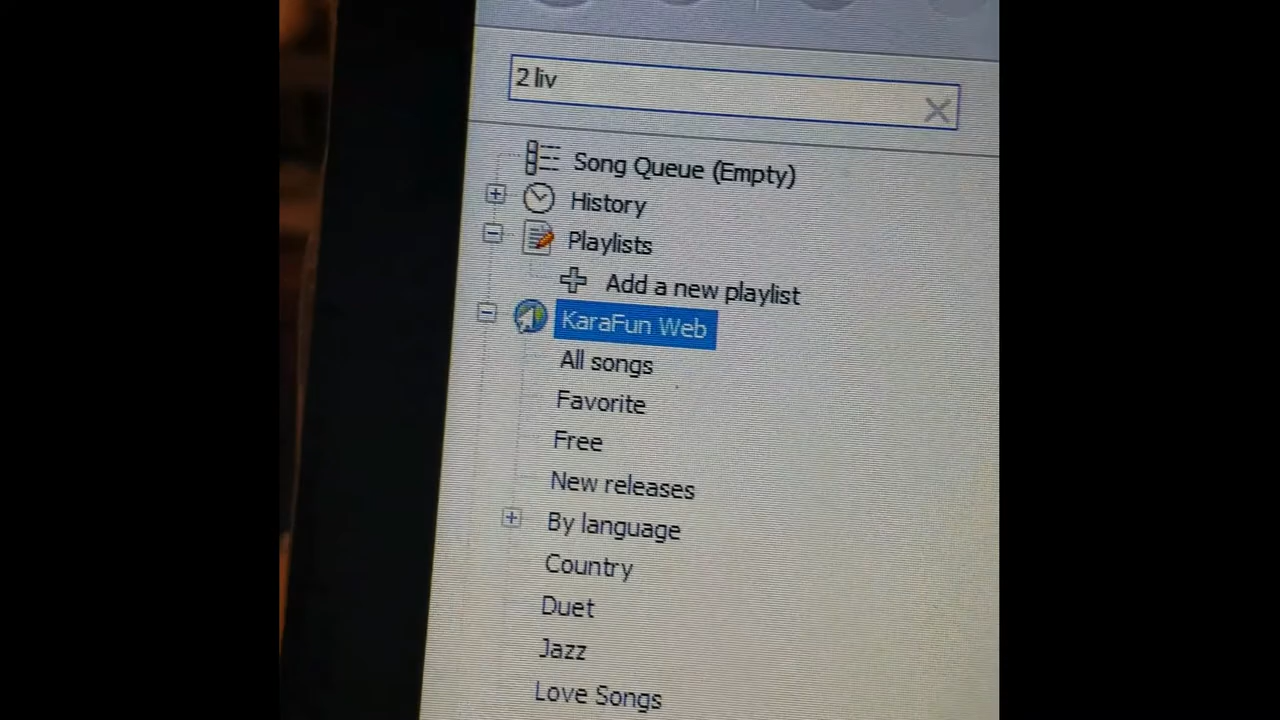 2 liv
Song Queue (Empty)
History
Playlists
Add a new playlist
KaraFun Web
All songs
Favorite
Free
New releases
By language
Country
Duet
Jazz
Love Songs